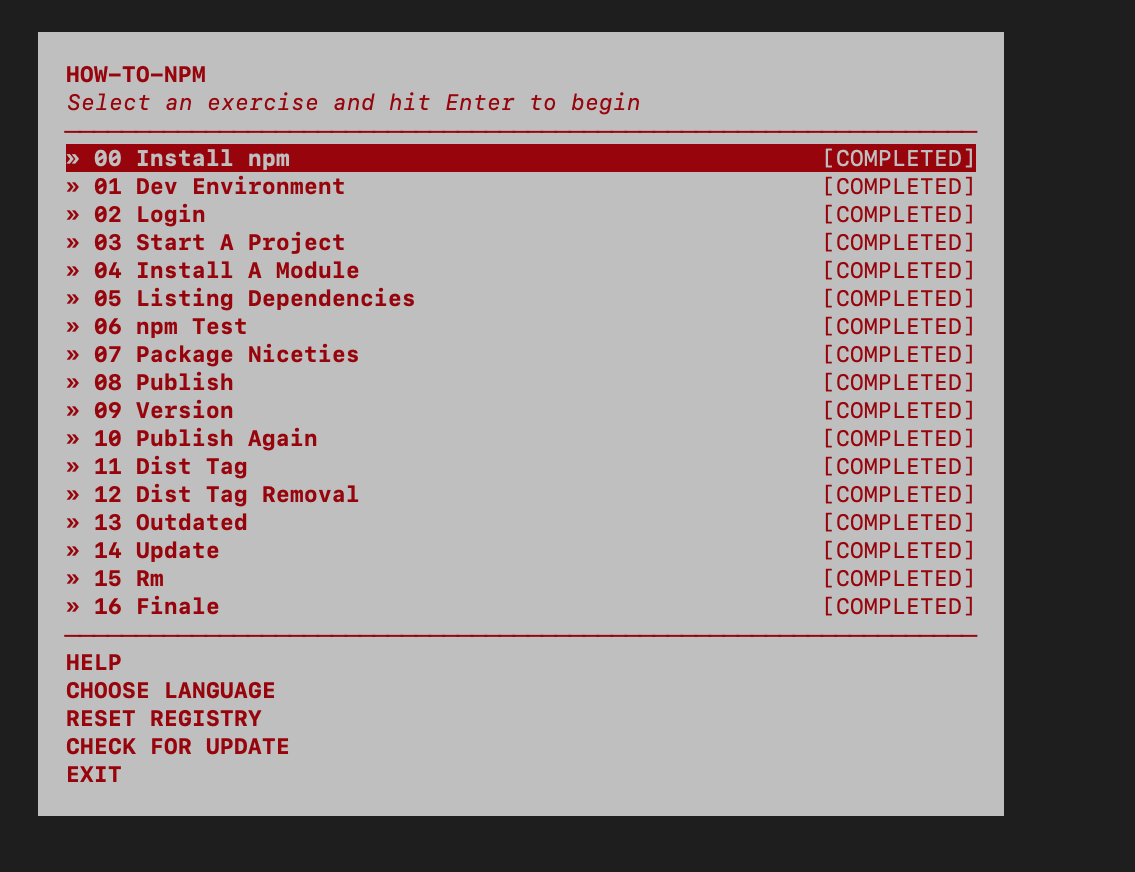 HOW-TO-NPM
Select an exercise and hit Enter to begin
» 00 Install npm [COMPLETED]
» 01 Dev Environment [COMPLETED]
» 02 Login [COMPLETED]
» 03 Start A Project [COMPLETED]
» 04 Install A Module [COMPLETED]
» 05 Listing Dependencies [COMPLETED]
» 06 npm Test [COMPLETED]
» 07 Package Niceties [COMPLETED]
» 08 Publish [COMPLETED]
» 09 Version [COMPLETED]
» 10 Publish Again [COMPLETED]
» 11 Dist Tag [COMPLETED]
» 12 Dist Tag Removal [COMPLETED]
» 13 Outdated [COMPLETED]
» 14 Update [COMPLETED]
» 15 Rm [COMPLETED]
» 16 Finale [COMPLETED]
HELP
CHOOSE LANGUAGE
RESET REGISTRY
CHECK FOR UPDATE
EXIT